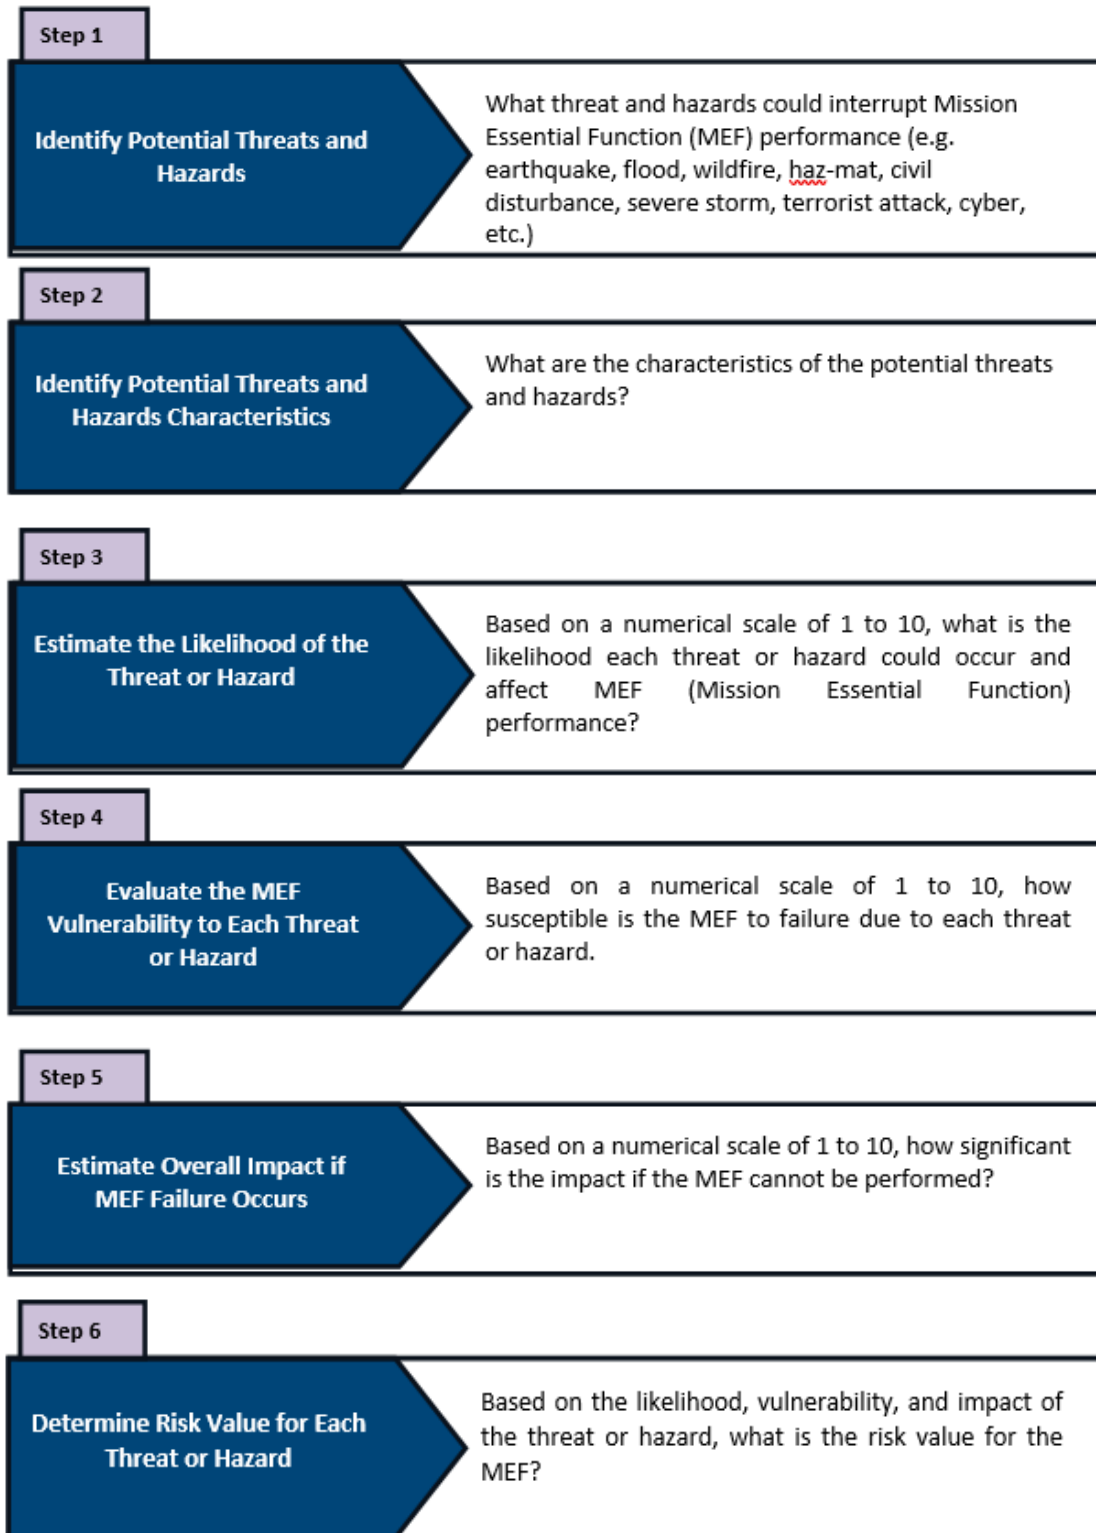 Step 1
Identify Potential Threats and
Hazards
What threat and hazards could interrupt Mission
Essential Function (MEF) performance (e.g.
earthquake, flood, wildfire, haz-mat, civil
disturbance, severe storm, terrorist attack, cyber,
etc.)
Step 2
Identify Potential Threats and
Hazards Characteristics
What are the characteristics of the potential threats
and hazards?
Step 3
Estimate the Likelihood of the
Threat or Hazard
Based on a numerical scale of 1 to 10, what is the
likelihood each threat or hazard could occur and
affect MEF (Mission Essential Function)
performance?
Step 4
Evaluate the MEF
Vulnerability to Each Threat
or Hazard
Based on a numerical scale of 1 to 10, how
susceptible is the MEF to failure due to each threat
or hazard.
Step 5
Estimate Overall Impact if
MEF Failure Occurs
Based on a numerical scale of 1 to 10, how significant
is the impact if the MEF cannot be performed?
Step 6
Determine Risk Value for Each
Threat or Hazard
Based on the likelihood, vulnerability, and impact of
the threat or hazard, what is the risk value for the
MEF?